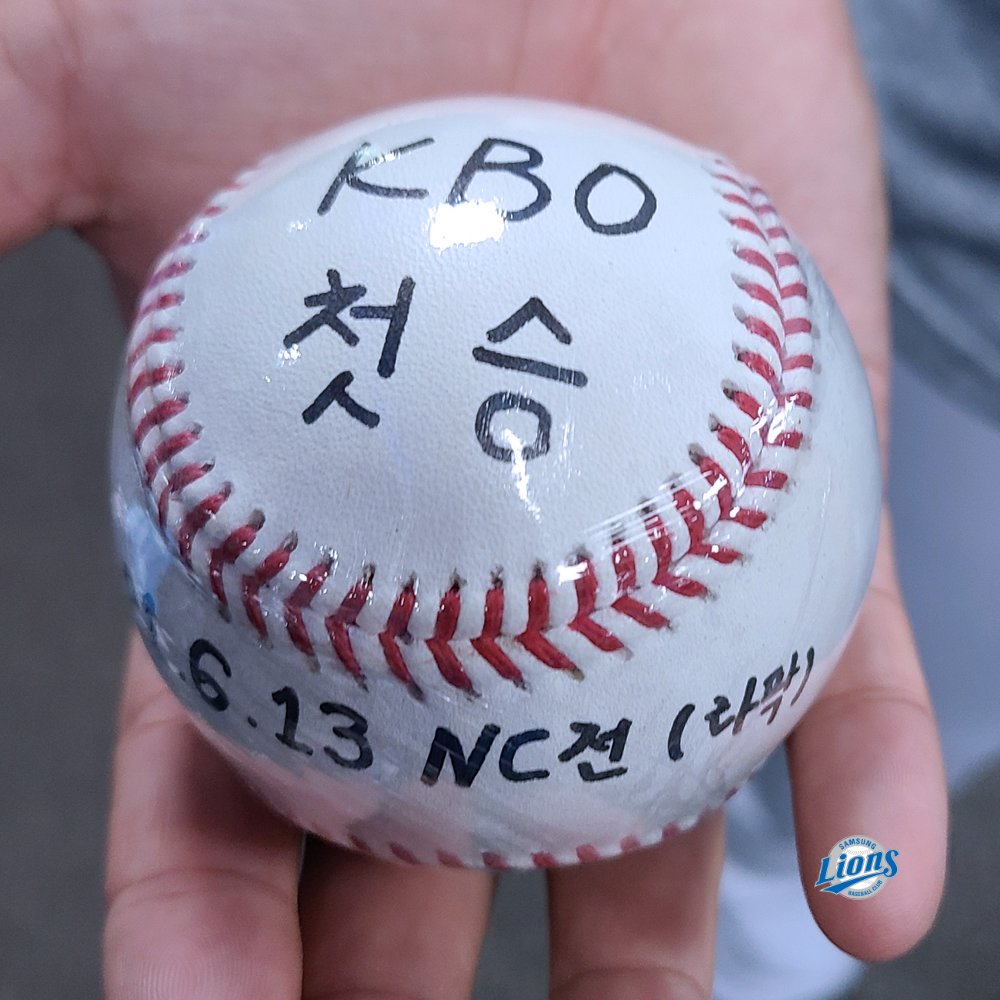 KBO
첫승
.6.13 NC전 (라팍)
SAMSUNG
Lions
BASEBALL CLUB